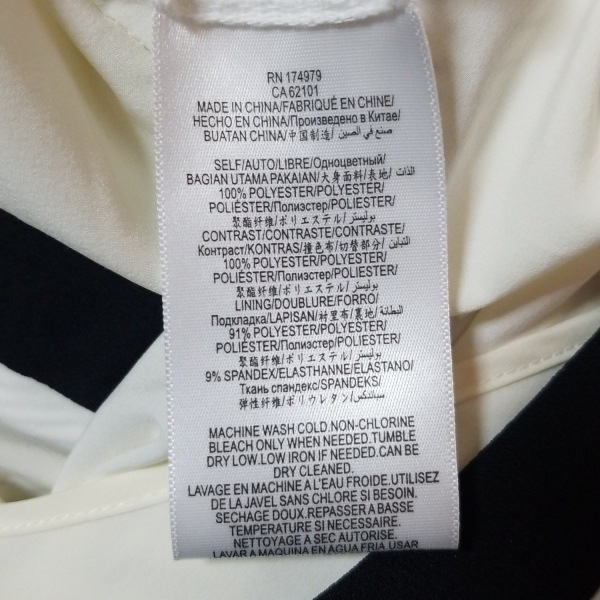 RN 174979
CA 62101
MADE IN CHINA/FABRIQUÉ EN CHINE/
HECHO EN CHINA/Произведено в Китае/
BUATAN CHINA/中国制造/صنع في الصين/
SELF/AUTO/LIBRE/Одноцветный/
BAGIAN UTAMA PAKAIAN/大身面料/表地/الذات/
100% POLYESTER/POLYESTER/
POLIÉSTER/Полиэстер/POLIESTER/
聚酯纤维/ポリエステル/بوليستر/
CONTRAST/CONTRASTE/CONTRASTE/
Контраст/KONTRAS/撞色布/切替部分/التباين/
100% POLYESTER/POLYESTER/
POLIÉSTER/Полиэстер/POLIESTER/
聚酯纤维/ポリエステル/بوليستر/
LINING/DOUBLURE/FORRO/
Подкладка/LAPISAN/衬里布/裏地/البطانة/
91% POLYESTER/POLYESTER/
POLIÉSTER/Полиэстер/POLIESTER/
聚酯纤维/ポリエステル/بوليستر/
9% SPANDEX/ELASTHANNE/ELASTANO/
Ткань спандекс/SPANDEKS/
弹性纤维/ポリウレタン/سباندكس/
MACHINE WASH COLD.NON-CHLORINE
BLEACH ONLY WHEN NEEDED.TUMBLE
DRY LOW.LOW IRON IF NEEDED.CAN BE
DRY CLEANED.
LAVAGE EN MACHINE A L'EAU FROIDE.UTILISEZ
DE LA JAVEL SANS CHLORE SI BESOIN.
SECHAGE DOUX.REPASSER A BASSE
TEMPERATURE SI NECESSAIRE.
NETTOYAGE A SEC AUTORISE.
LAVAR A MAQUINA EN AGUA FRIA USAR